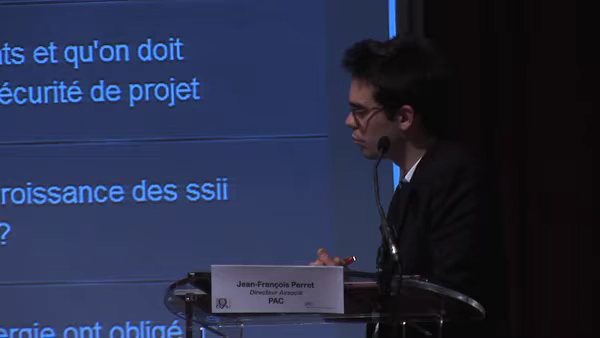 ts et qu'on doit
écurité de projet
roissance des ssii
?
ergie ont obligé
Jean-François Perret
Directeur Associé
PAC